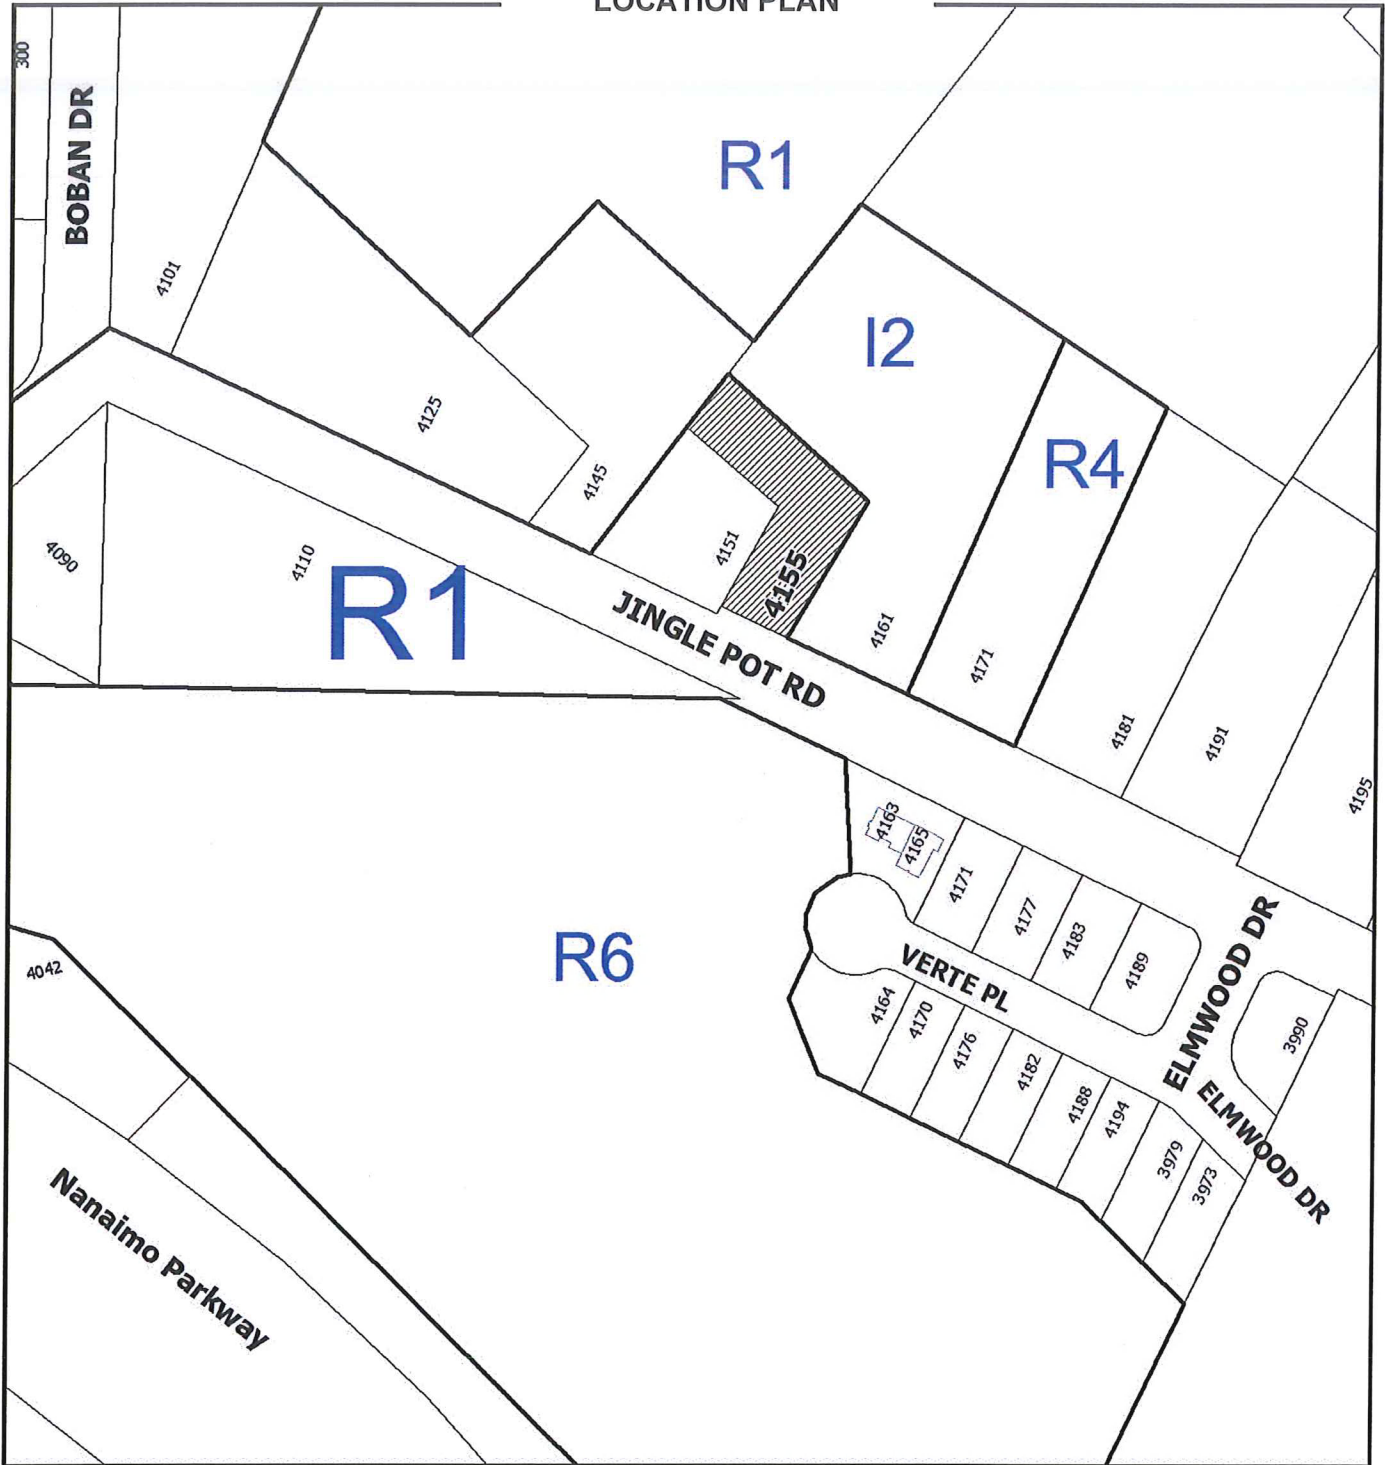 LOCATION PLAN
300
BOBAN DR
R1
4101
I2
4125
R4
4145
4151
4155
4090
4110
R1
JINGLE POT RD
4161
4171
4181
4191
4195
4163
4165
4171
4177
4183
4189
ELMWOOD DR
R6
VERTE PL
4042
4164
4170
4176
4182
4188
4194
3979
3973
3990
ELMWOOD DR
Nanaimo Parkway